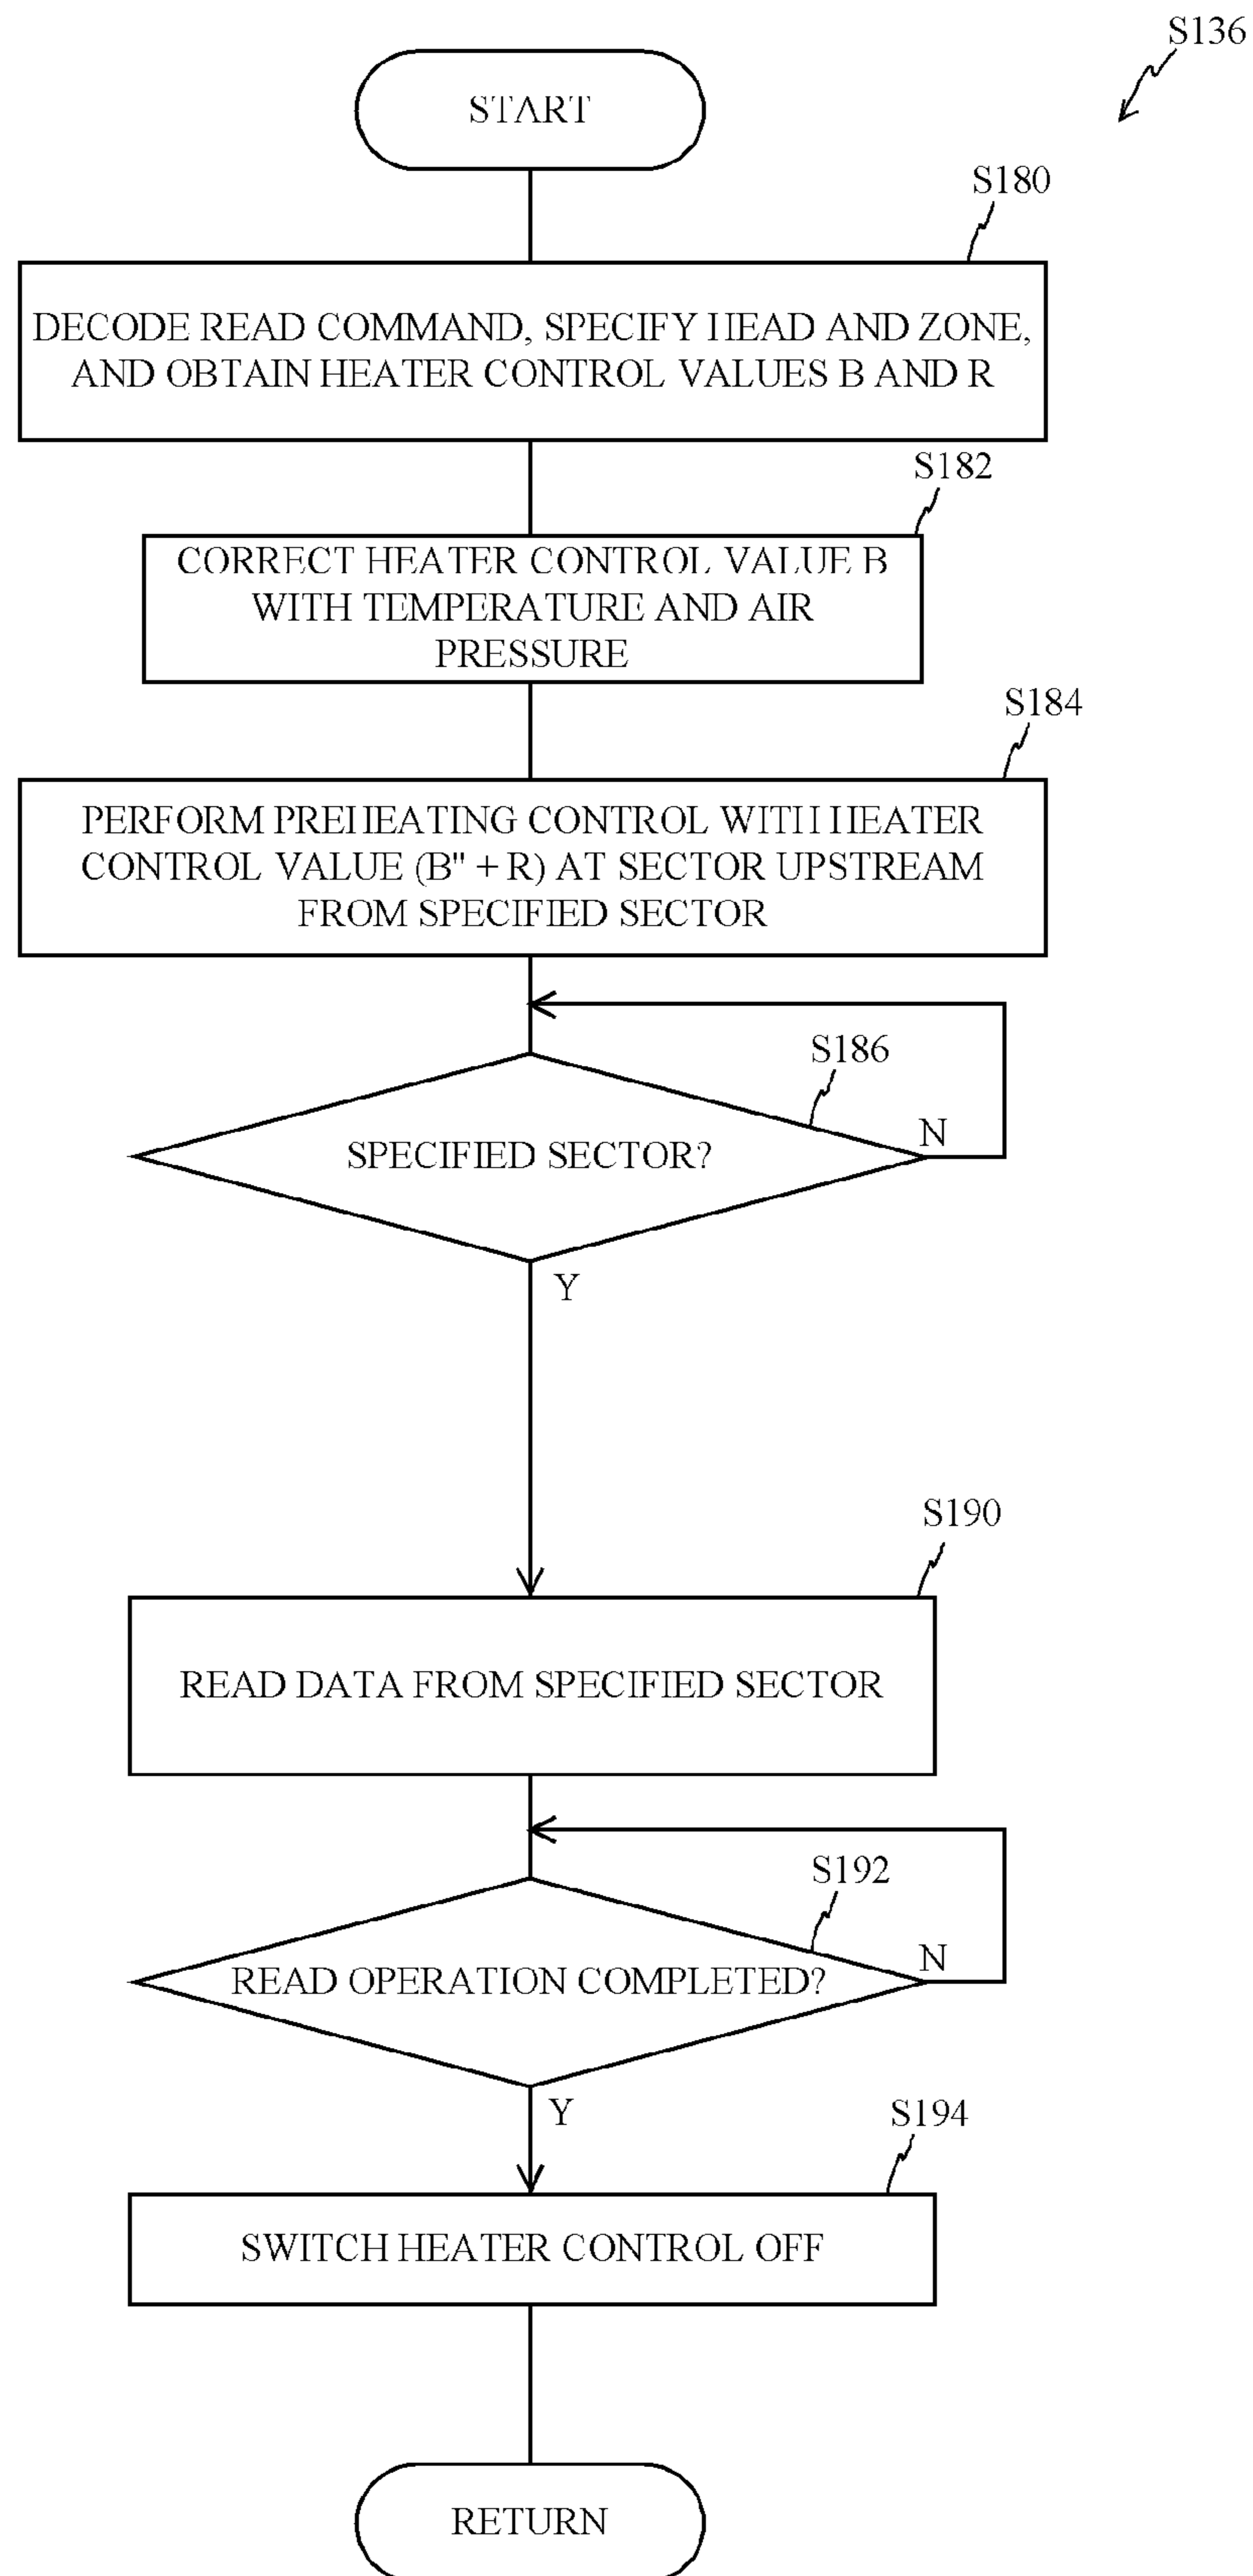 S136
START
S180
DECODE READ COMMAND, SPECIFY HEAD AND ZONE,
AND OBTAIN HEATER CONTROL VALUES B AND R
S182
CORRECT HEATER CONTROL VALUE B
WITH TEMPERATURE AND AIR
PRESSURE
S184
PERFORM PREHEATING CONTROL WITH HEATER
CONTROL VALUE (B" + R) AT SECTOR UPSTREAM
FROM SPECIFIED SECTOR
S186
SPECIFIED SECTOR?
N
Y
S190
READ DATA FROM SPECIFIED SECTOR
S192
READ OPERATION COMPLETED?
N
Y
S194
SWITCH HEATER CONTROL OFF
RETURN